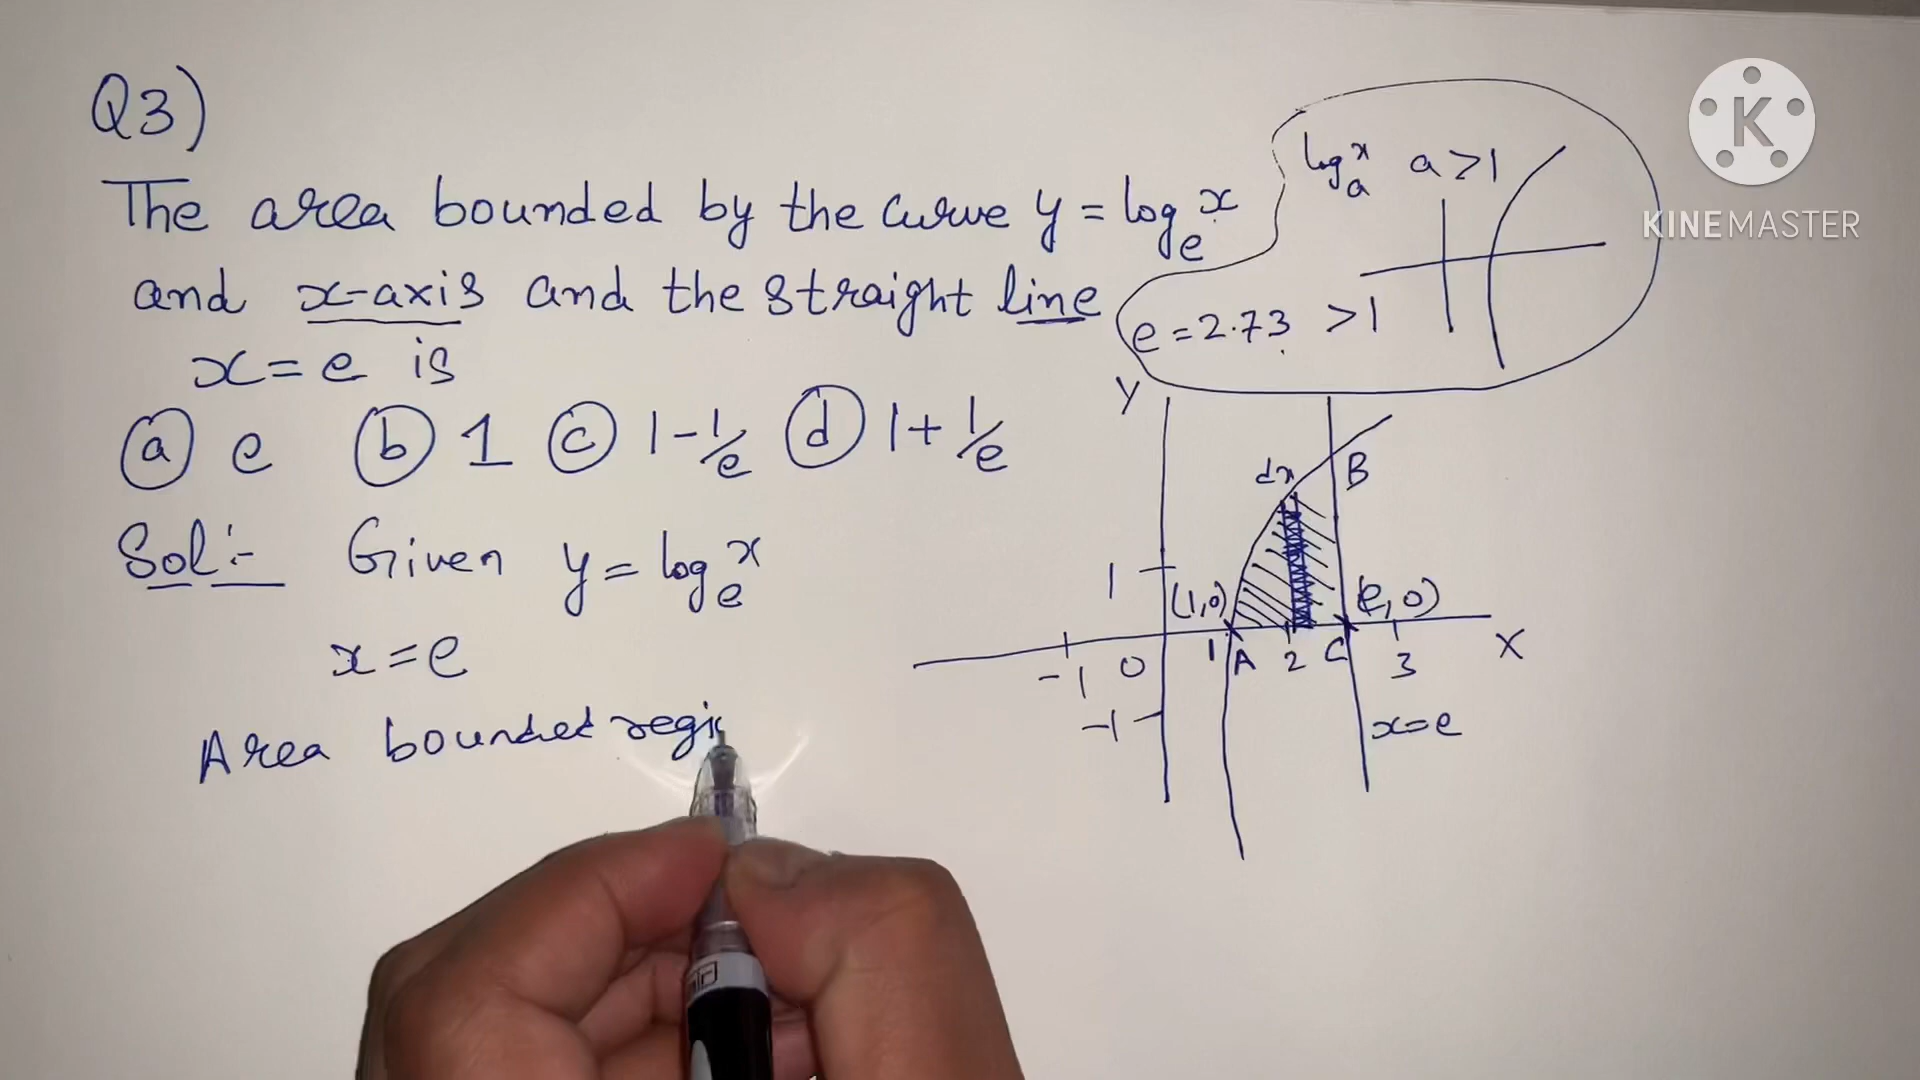 Q3)
The area bounded by the curve y = logₑx
and x-axis and the straight line
x = e is
ⓐ e ⓑ 1 ⓒ 1-1/e ⓓ 1+1/e
Sol:- Given y = logₑx
x = e
Area bounded regi
logₐx a>1
e = 2.73 >1
Y
dx B
1 (1,0) (e,0)
-1 0 1 A 2 C 3 X
-1 x=e
K
KINEMASTER